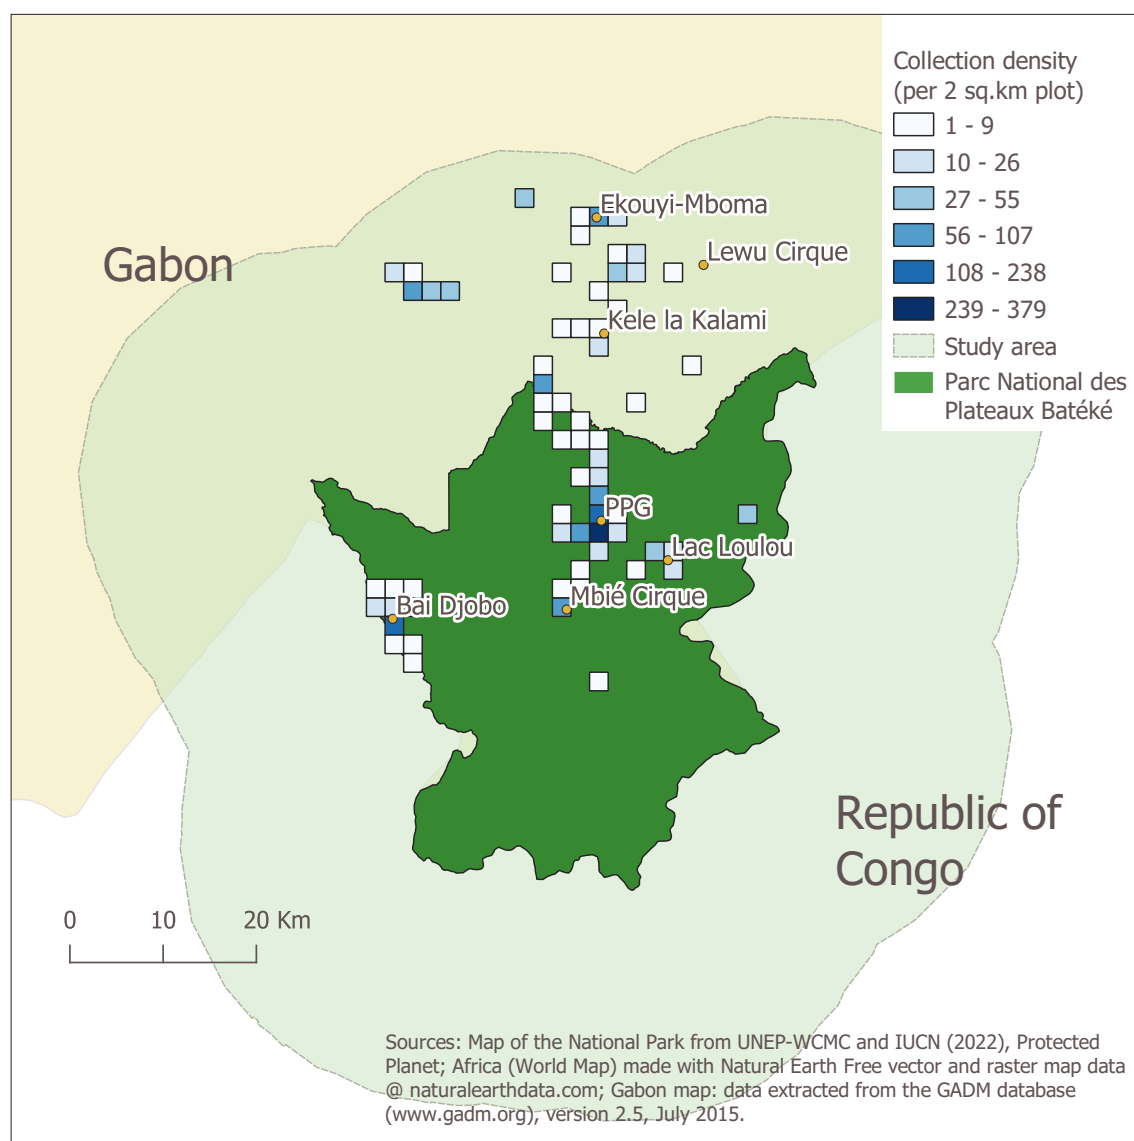 Collection density
(per 2 sq.km plot)
1 - 9
10 - 26
27 - 55
56 - 107
108 - 238
239 - 379
Study area
Parc National des
Plateaux Batéké
Ekouyi-Mboma
Gabon
Lewu Cirque
Kele la Kalami
PPG
Lac Loulou
Bai Djobo
Mbié Cirque
Republic of
Congo
0 10 20 Km
Sources: Map of the National Park from UNEP-WCMC and IUCN (2022), Protected
Planet; Africa (World Map) made with Natural Earth Free vector and raster map data
@ naturalearthdata.com; Gabon map: data extracted from the GADM database
(www.gadm.org), version 2.5, July 2015.